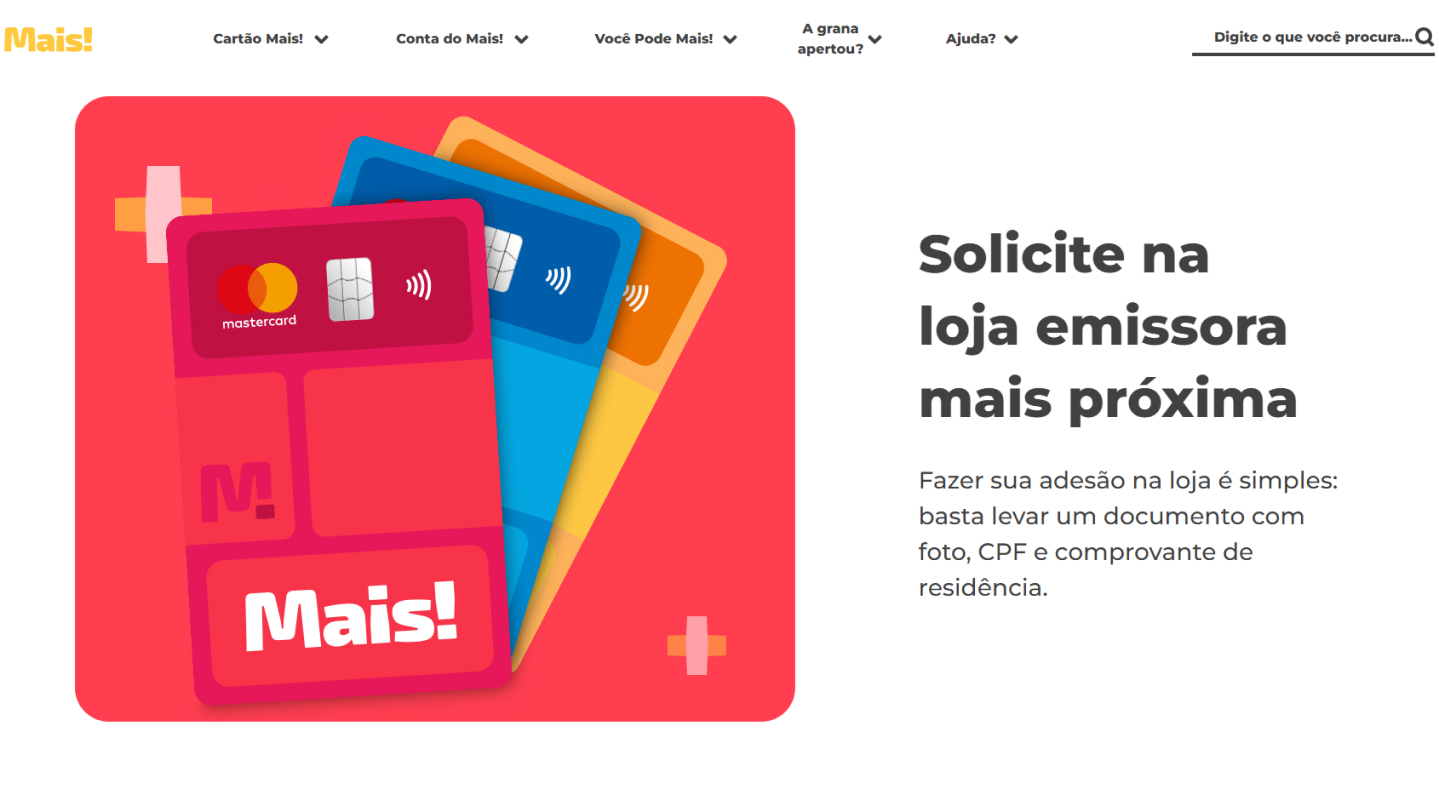 Mais!
Cartão Mais!
Conta do Mais!
Você Pode Mais!
A grana
apertou?
Ajuda?
Digite o que você procura...
mastercard
M!
Mais!
Solicite na
loja emissora
mais próxima
Fazer sua adesão na loja é simples:
basta levar um documento com
foto, CPF e comprovante de
residência.